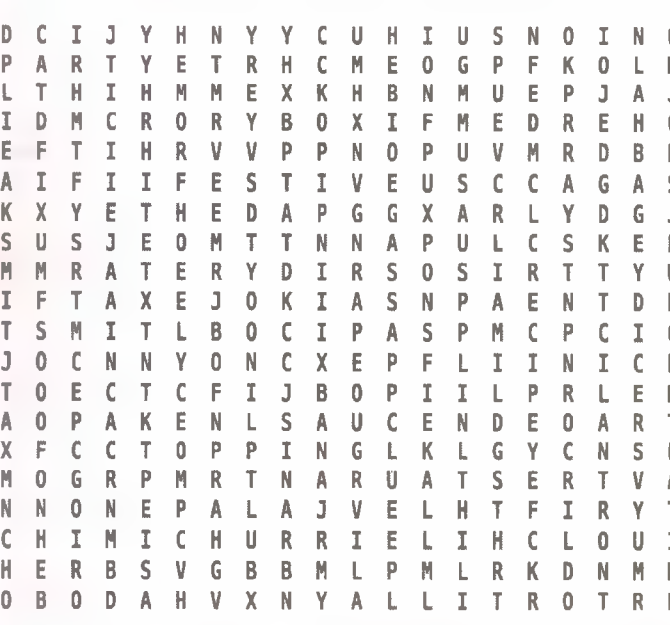 D C I J Y H N Y Y C U H I U S N O I N
P A R T Y E T R H C M E O G P F K O L
L T H I H M M E X K H B N M U E P J A
I D M C R O R Y B O X I F M E D R E H
E F T I H R V V P P N O P U V M R D B
A I F I I F E S T I V E U S C C A G A
K X Y E T H E D A P G G X A R L Y D G
S U S J E O M T T N N A P U L C S K E
M M R A T E R Y D I R S O S I R T T Y
I F T A X E J O K I A S N P A E N T D
T S M I T L B O C I P A S P M C P C I
J O C N N Y O N C X E P F L I I N I C
T O E C T C F I J B O P I I L P R L E
A O P A K E N L S A U C E N D E O A R
X F C C T O P P I N G L K L G Y C N S
M O G R P M R T N A R U A T S E R T V
N N O N E P A L A J V E L H T F I R Y
C H I M I C H U R R I E L I H C L O U
H E R B S V G B B M L P M L R K D N M
O B O D A H V X N Y A L L I T R O T R